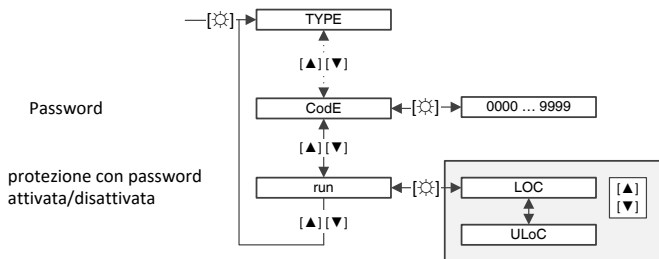 [☼] TYPE
[▲] [▼]
Password CodE [☼] 0000 ... 9999
[▲] [▼]
protezione con password
attivata/disattivata
run [☼] LOC [▲]
[▼]
[▲] [▼]
ULoC